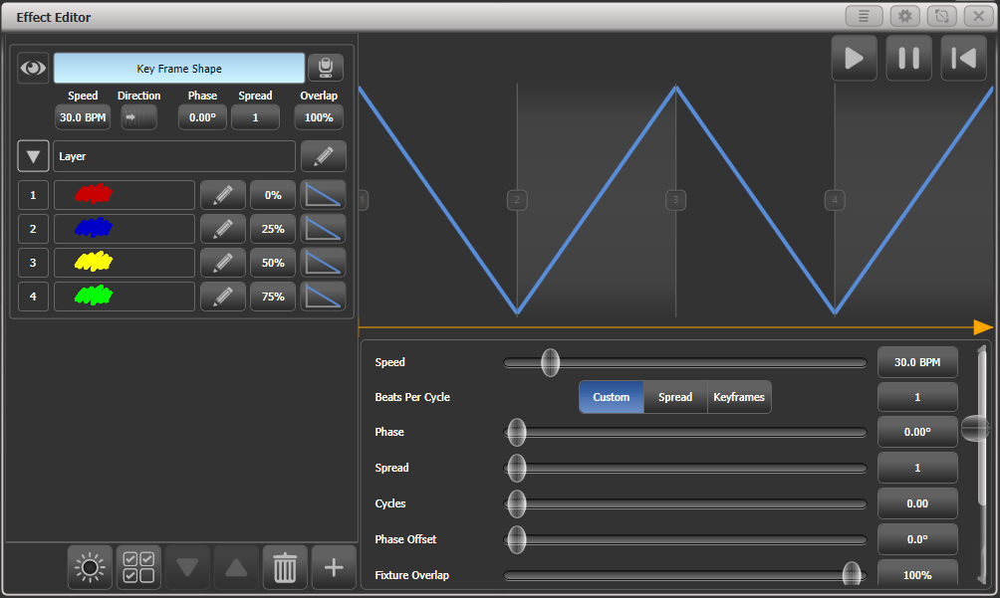 Effect Editor
Key Frame Shape
Speed Direction Phase Spread Overlap
30.0 BPM 0.00° 1 100%
Layer
1 0%
2 25%
3 50%
4 75%
1 2 3 4
Speed 30.0 BPM
Beats Per Cycle Custom Spread Keyframes 1
Phase 0.00°
Spread 1
Cycles 0.00
Phase Offset 0.0°
Fixture Overlap 100%